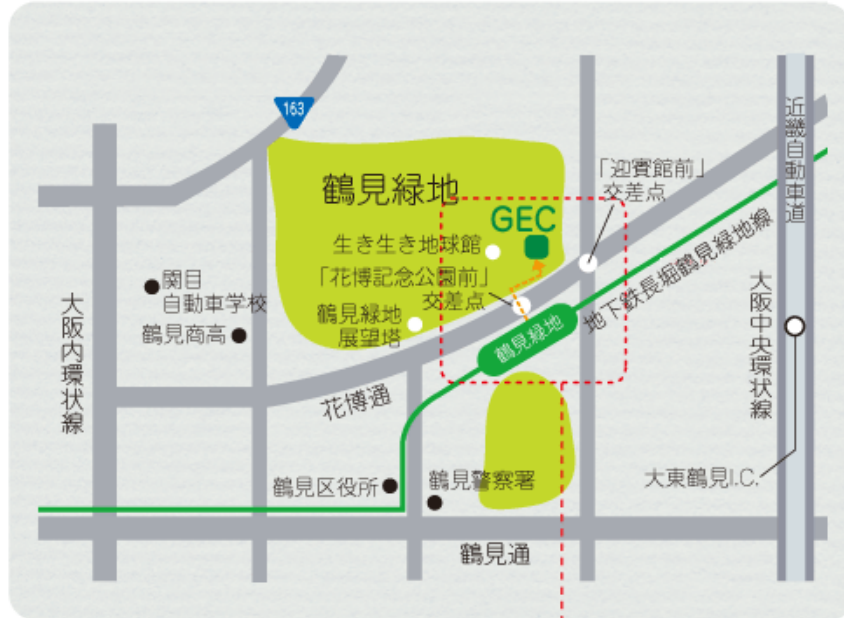 163
近畿自動車道
鶴見緑地
「迎賓館前」
交差点
GEC
生き生き地球館
「花博記念公園前」
交差点
関目
自動車学校
鶴見緑地
展望塔
鶴見商高
大阪内環状線
鶴見緑地
地下鉄長堀鶴見緑地線
大阪中央環状線
花博通
鶴見区役所
鶴見警察署
大東鶴見I.C.
鶴見通